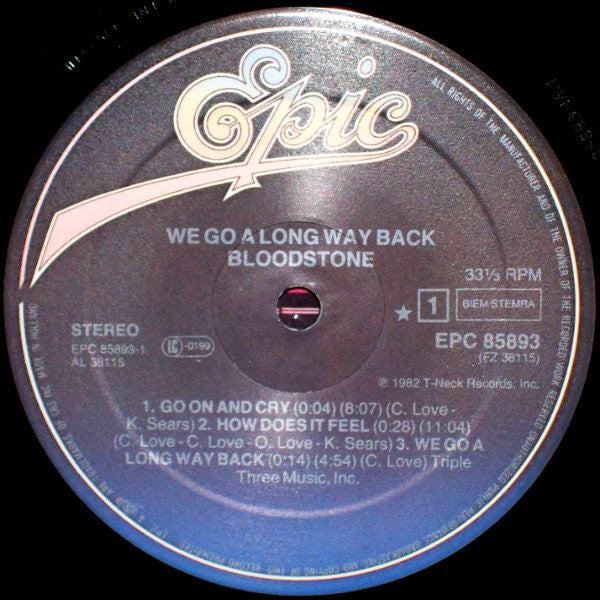 Epic
WE GO A LONG WAY BACK
BLOODSTONE
33⅓ RPM
★ 1 BIEM/STEMRA
STEREO
EPC 85893-1 (IC)-0199
AL 38115
EPC 85893
(FZ 38115)
℗ 1982 T-Neck Records, Inc.
1. GO ON AND CRY (0:04) (8:07) (C. Love -
K. Sears) 2. HOW DOES IT FEEL (0:28) (11:04)
(C. Love - C. Love - O. Love - K. Sears) 3. WE GO A
LONG WAY BACK (0:14) (4:54) (C. Love) Triple
Three Music, Inc.
ALL RIGHTS OF THE MANUFACTURER AND OF THE OWNER OF THE RECORDED WORK RESERVED